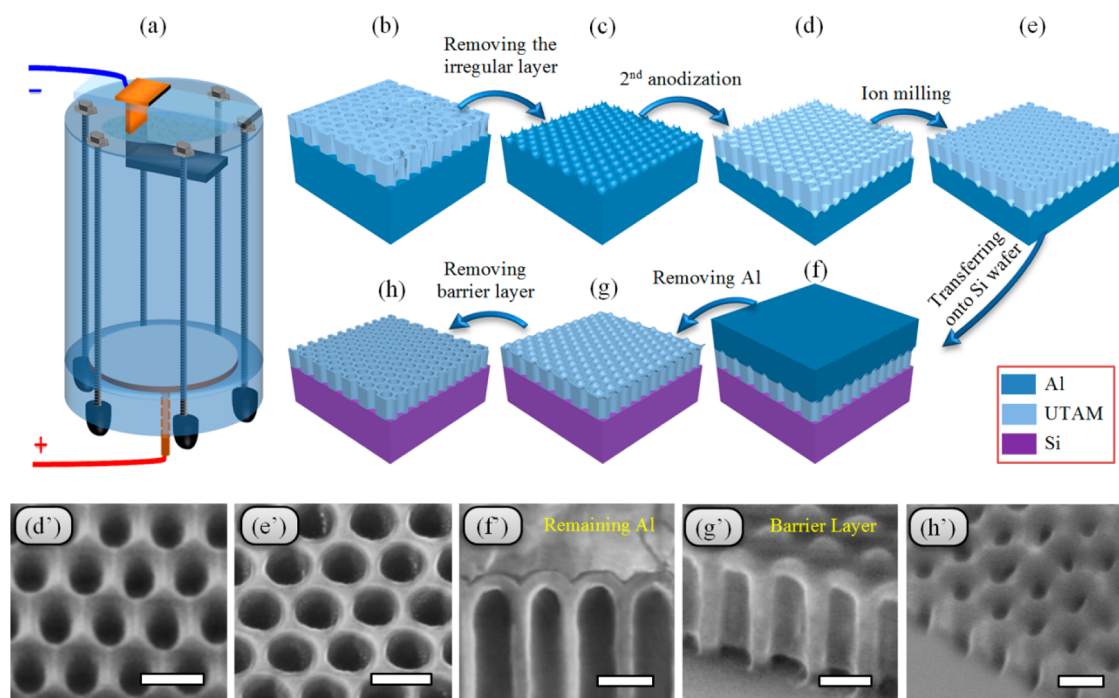 (a)
(b)
Removing the
irregular layer
(c)
2nd anodization
(d)
Ion milling
(e)
−
Transferring
onto Si wafer
(h)
Removing
barrier layer
(g)
Removing Al
(f)
Al
UTAM
Si
+
(d’)
(e’)
(f’)
Remaining Al
(g’)
Barrier Layer
(h’)